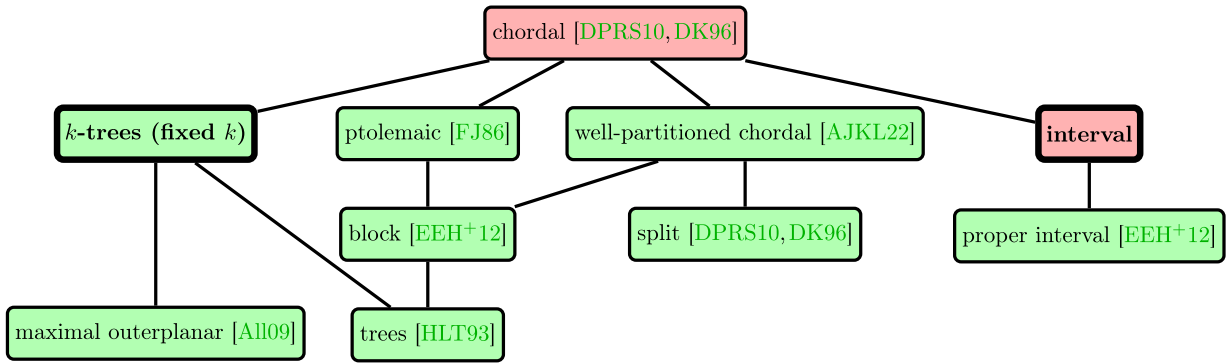 chordal [DPRS10, DK96]
k-trees (fixed k)
ptolemaic [FJ86]
well-partitioned chordal [AJKL22]
interval
block [EEH+12]
split [DPRS10, DK96]
proper interval [EEH+12]
maximal outerplanar [All09]
trees [HLT93]